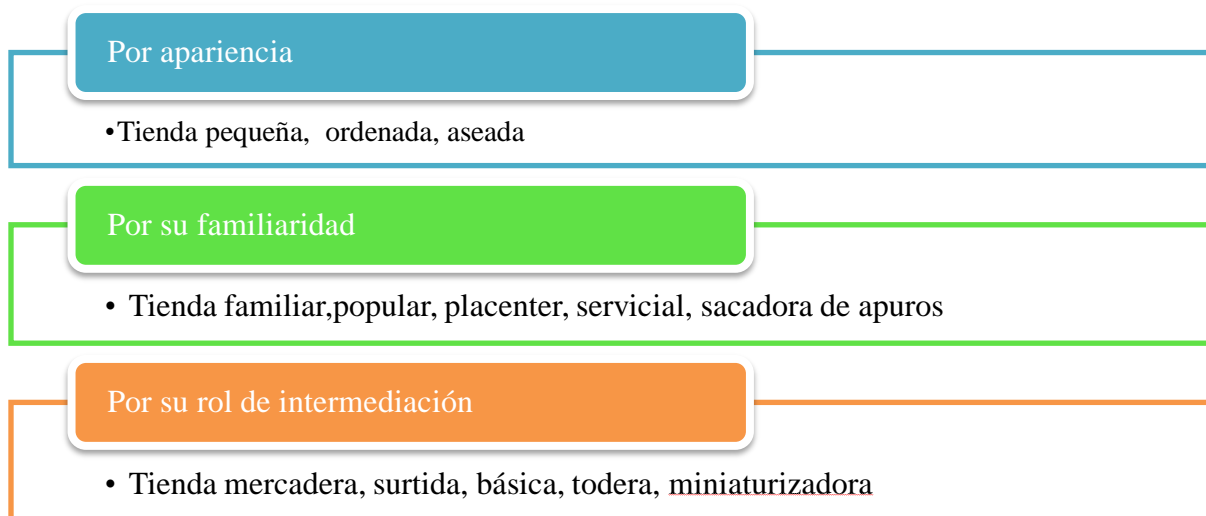 Por apariencia
•Tienda pequeña, ordenada, aseada
Por su familiaridad
• Tienda familiar,popular, placenter, servicial, sacadora de apuros
Por su rol de intermediación
• Tienda mercadera, surtida, básica, todera, miniaturizadora